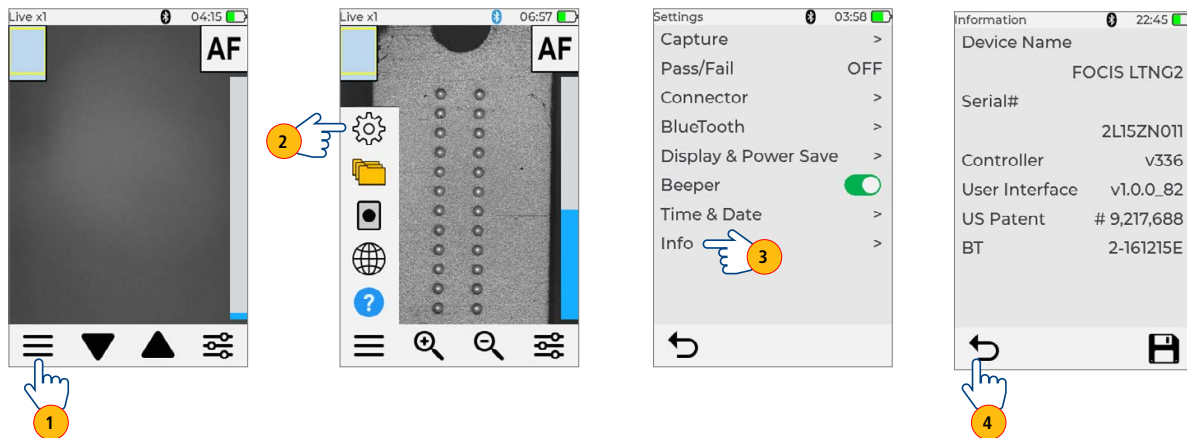 Live x1 04:15
AF
1
Live x1 06:57
AF
2
?
Settings 03:58
Capture >
Pass/Fail OFF
Connector >
BlueTooth >
Display & Power Save >
Beeper
Time & Date >
Info >
3
Information 22:45
Device Name
FOCIS LTNG2
Serial#
2L15ZN011
Controller v336
User Interface v1.0.0_82
US Patent # 9,217,688
BT 2-161215E
4